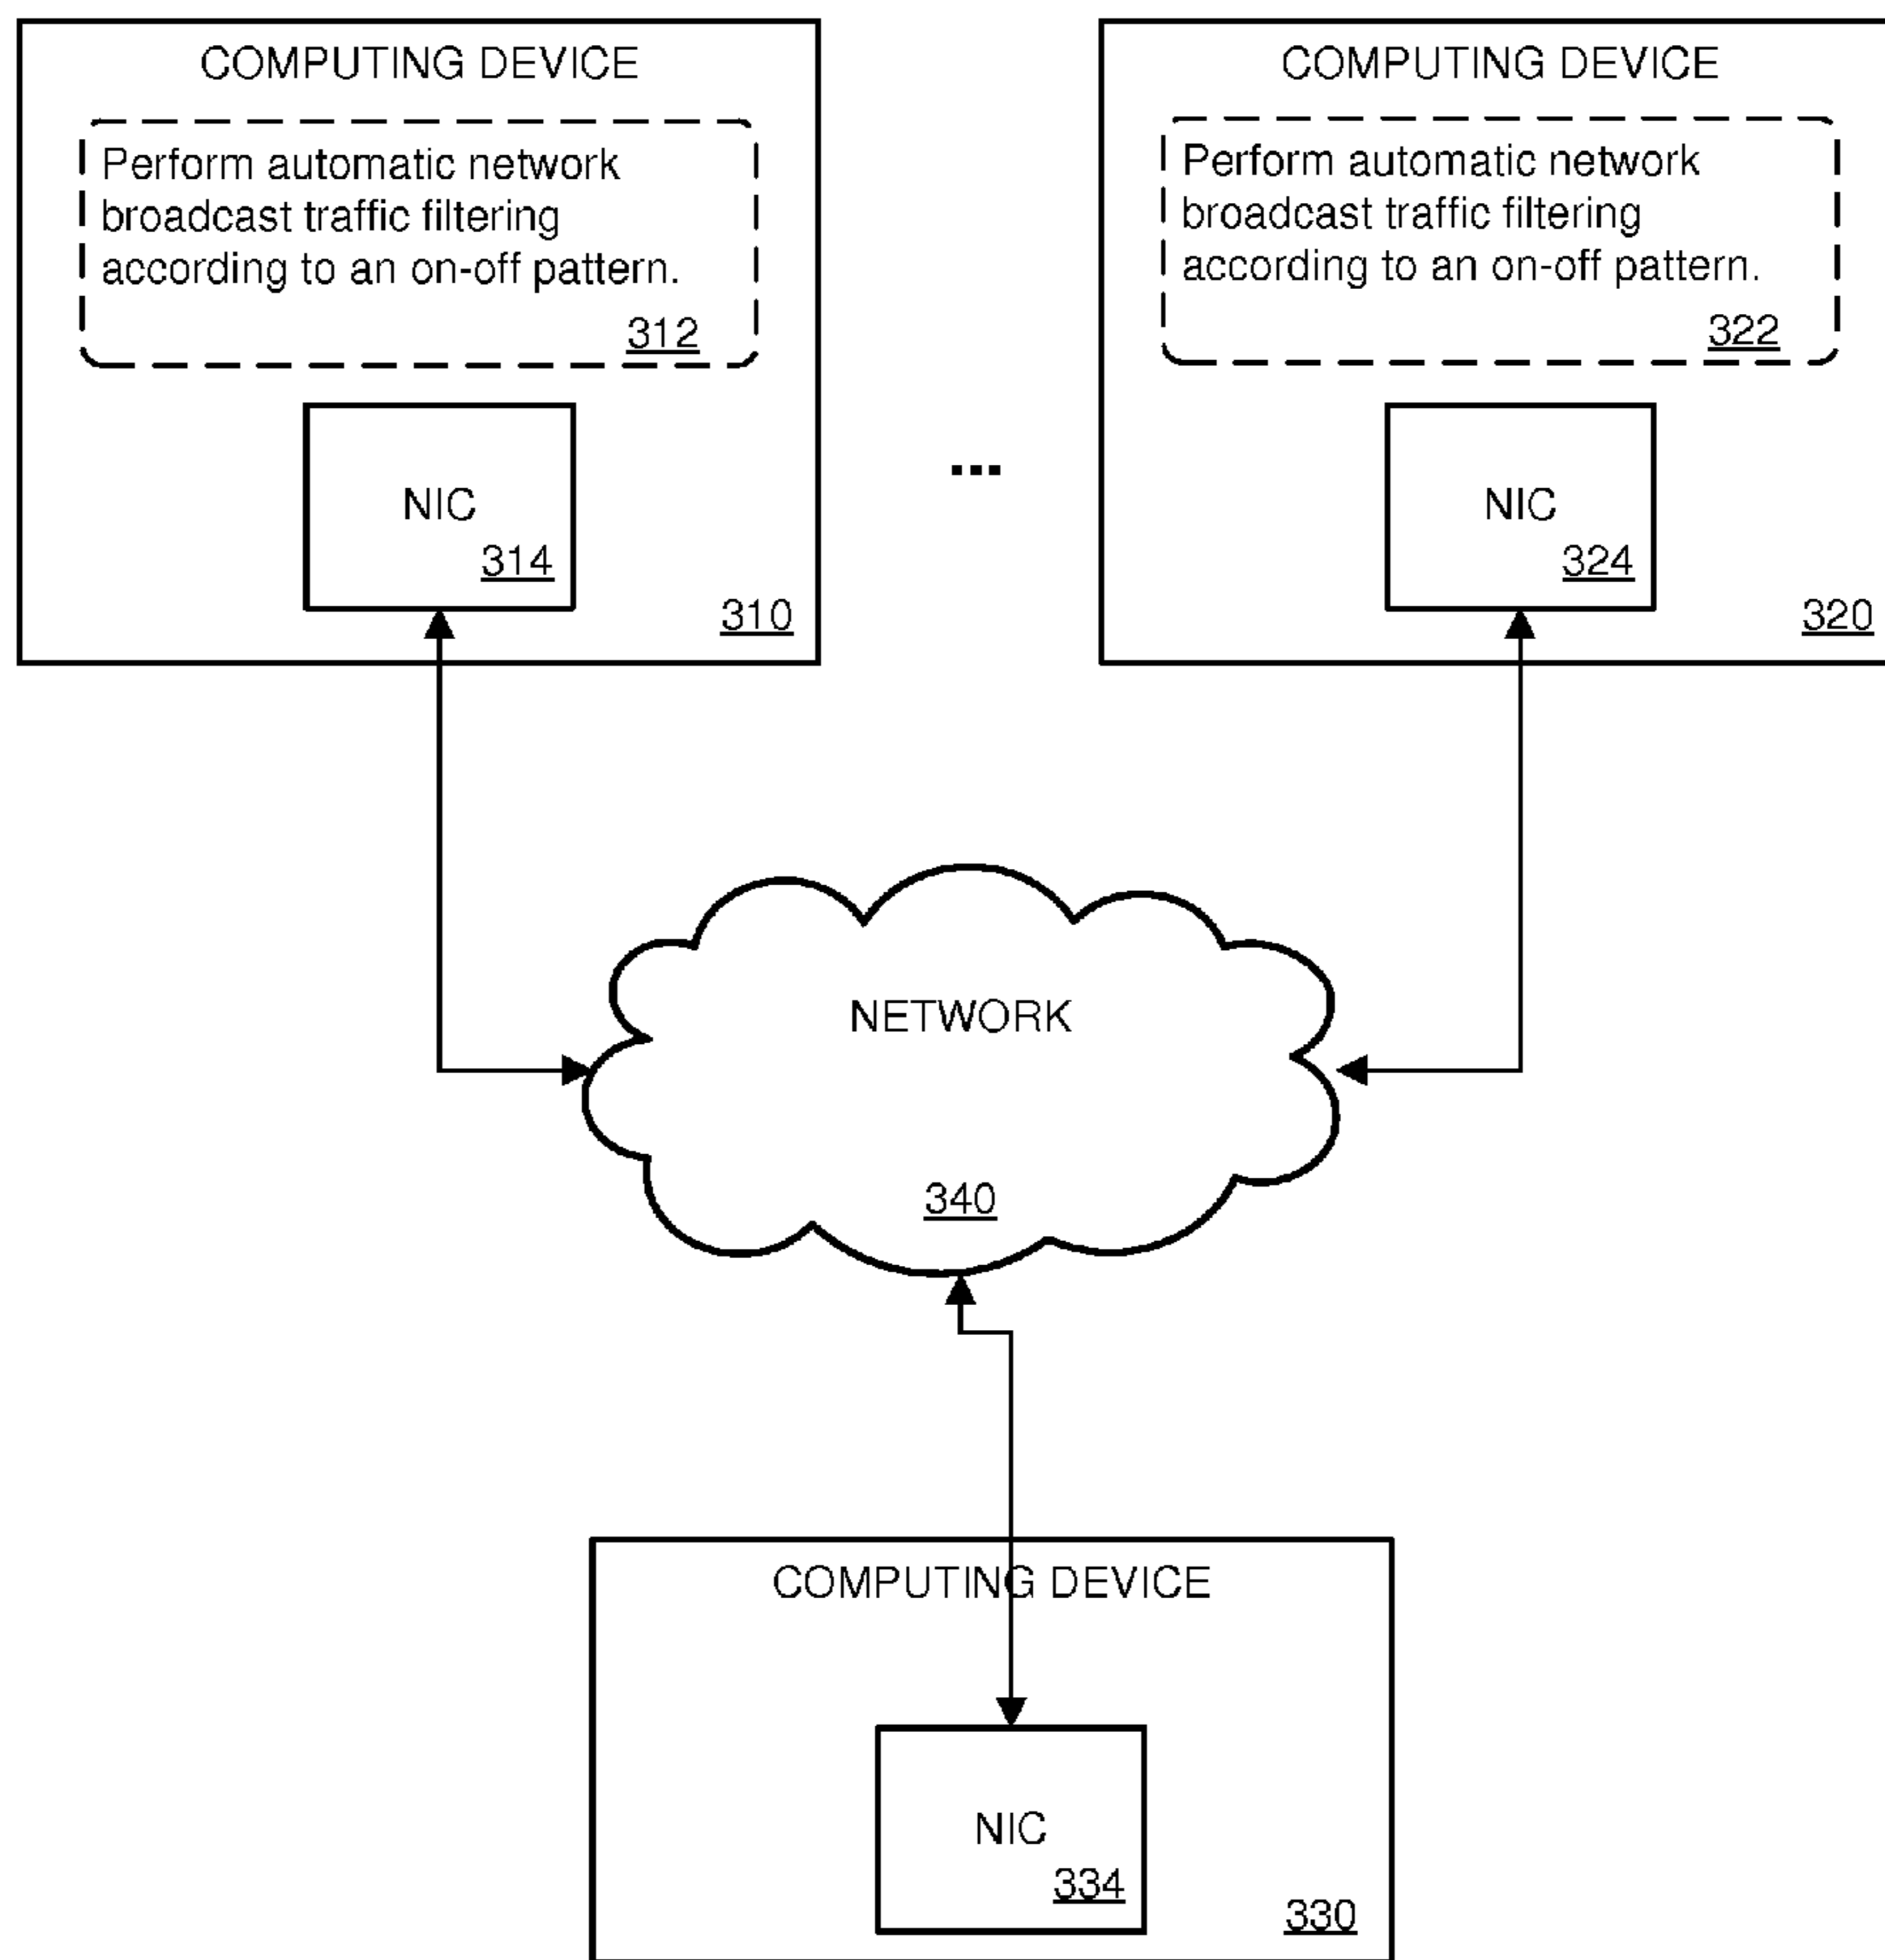 COMPUTING DEVICE
Perform automatic network
broadcast traffic filtering
according to an on-off pattern.
312
NIC
314
310
...
COMPUTING DEVICE
Perform automatic network
broadcast traffic filtering
according to an on-off pattern.
322
NIC
324
320
NETWORK
340
COMPUTING DEVICE
NIC
334
330